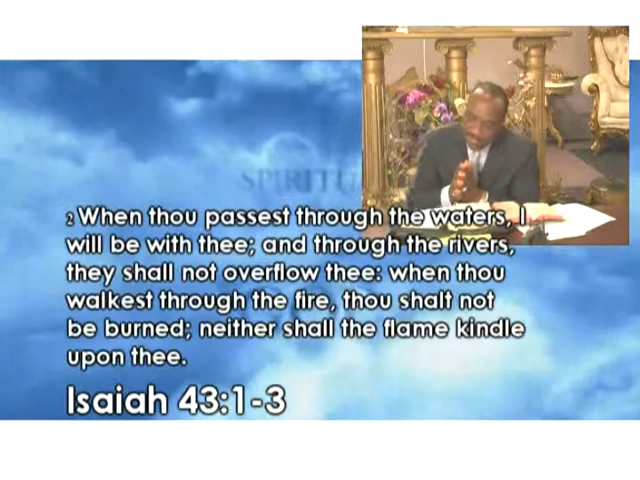 SPIRITU
2 When thou passest through the waters, I
will be with thee; and through the rivers,
they shall not overflow thee: when thou
walkest through the fire, thou shalt not
be burned; neither shall the flame kindle
upon thee.
Isaiah 43:1-3